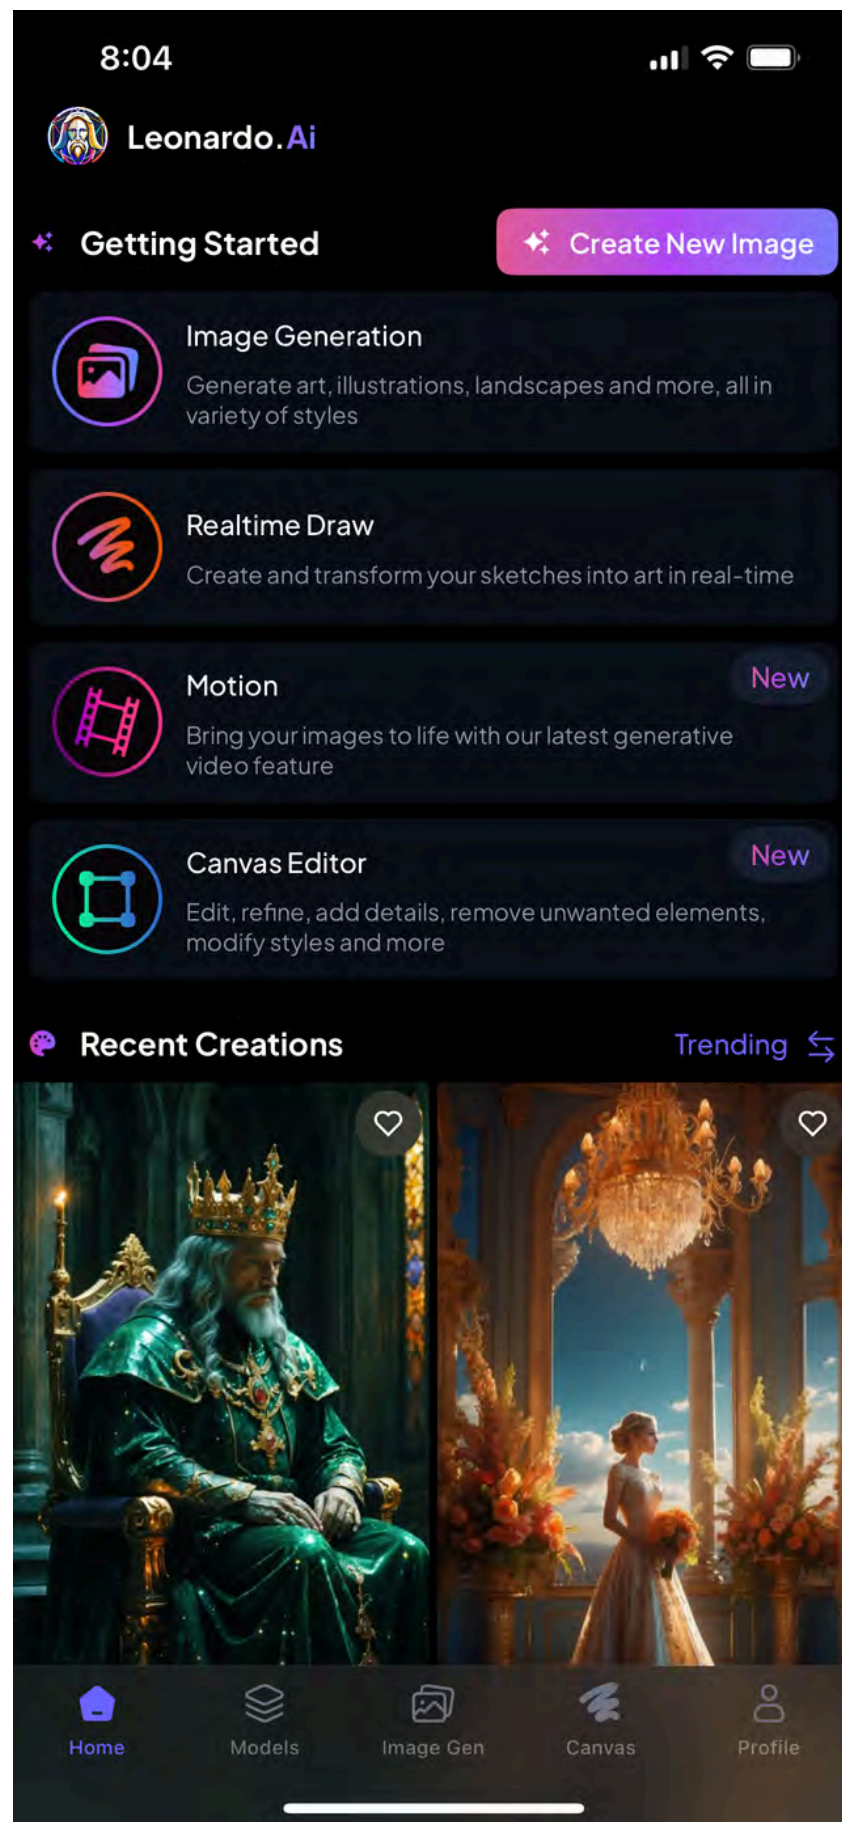 8:04
Leonardo.Ai
Getting Started
Create New Image
Image Generation
Generate art, illustrations, landscapes and more, all in
variety of styles
Realtime Draw
Create and transform your sketches into art in real-time
Motion
New
Bring your images to life with our latest generative
video feature
Canvas Editor
New
Edit, refine, add details, remove unwanted elements,
modify styles and more
Recent Creations
Trending
Home
Models
Image Gen
Canvas
Profile